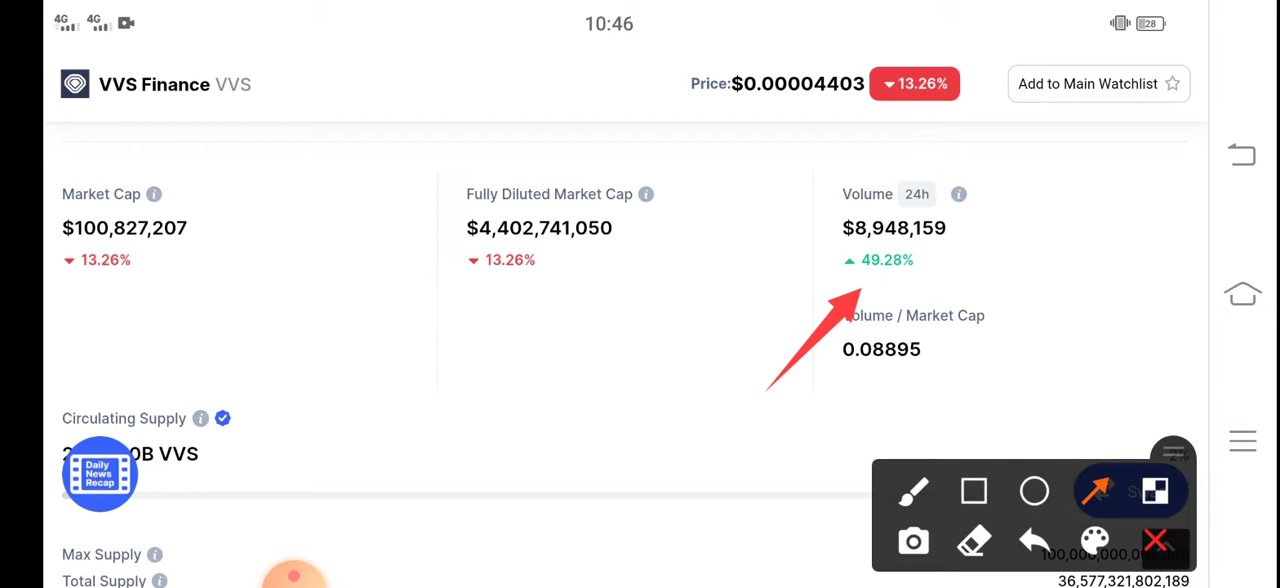 4G 4G 10:46 28
VVS Finance VVS Price:$0.00004403 13.26% Add to Main Watchlist
Market Cap Fully Diluted Market Cap Volume 24h
$100,827,207 $4,402,741,050 $8,948,159
13.26% 13.26% 49.28%
Volume / Market Cap
0.08895
Circulating Supply
VVS
Daily
News
Recap
Max Supply
Total Supply 36,577,321,802,189